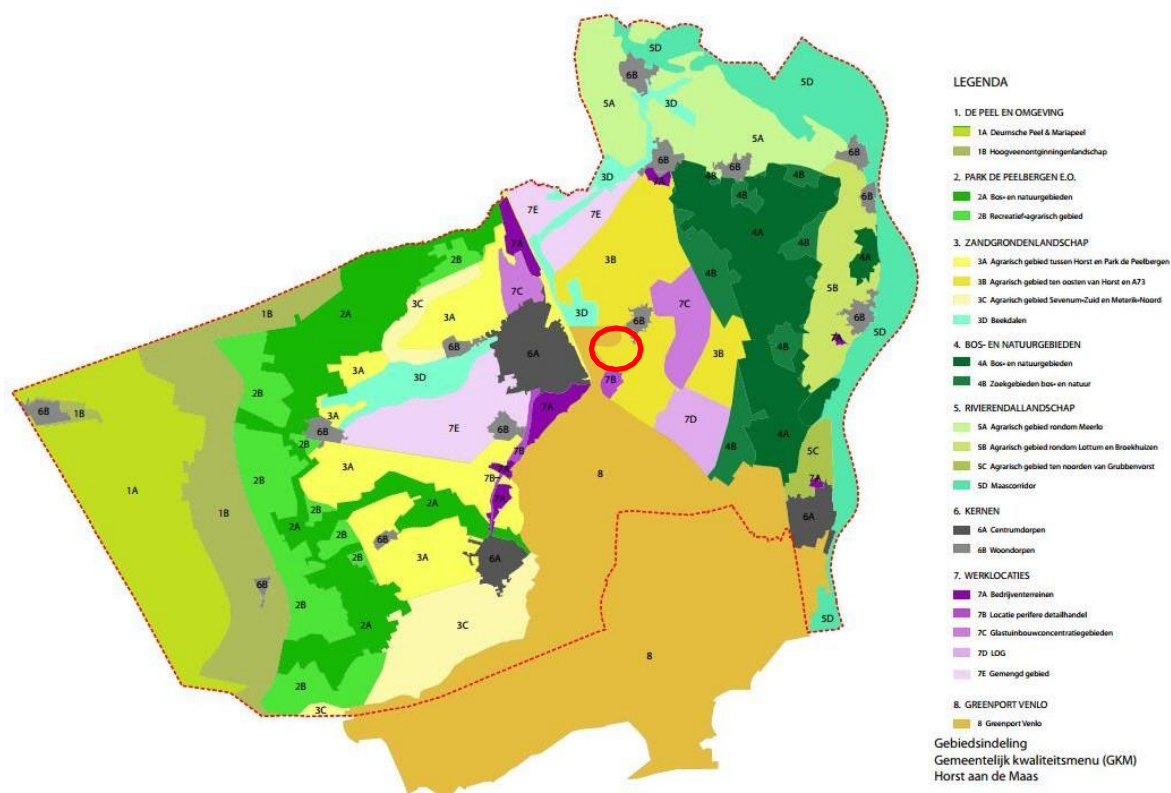 5D
6B
5D
5A
3D
5A
6B
6B
6B
3D
4B
4B
7A
4B
6B
7E
7E
4A
7A
4B
2B
3B
4A
4B
5B
7C
3C
7C
1B
2A
3D
3A
6B
6B
5D
7A
6B
4B
6A
3B
3A
3D
7B
2B
7A
6B
1B
3A
7D
7E
6B
6B
4A
2B
4B
7B
5C
3A
7A
8
7B
7A
2B
1A
7A
2A
2B
1B
6A
2A
2B
6B
3A
2B
6A
6B
2B
5D
2A
3C
8
2B
3C
LEGENDA
1. DE PEEL EN OMGEVING
1A Deurnsche Peel & Mariapeel
1B Hoogveenontginningenlandschap
2. PARK DE PEELBERGEN E.O.
2A Bos- en natuurgebieden
2B Recreatief-agrarisch gebied
3. ZANDGRONDENLANDSCHAP
3A Agrarisch gebied tussen Horst en Park de Peelbergen
3B Agrarisch gebied ten oosten van Horst en A73
3C Agrarisch gebied Sevenum-Zuid en Meterik-Noord
3D Beekdalen
4. BOS- EN NATUURGEBIEDEN
4A Bos- en natuurgebieden
4B Zoekgebieden bos- en natuur
5. RIVIERENDALLANDSCHAP
5A Agrarisch gebied rondom Meerlo
5B Agrarisch gebied rondom Lottum en Broekhuizen
5C Agrarisch gebied ten noorden van Grubbenvorst
5D Maascorridor
6. KERNEN
6A Centrumdorpen
6B Woondorpen
7. WERKLOCATIES
7A Bedrijventerreinen
7B Locatie perifere detailhandel
7C Glastuinbouwconcentratiegebieden
7D LOG
7E Gemengd gebied
8. GREENPORT VENLO
8 Greenport Venlo
Gebiedsindeling
Gemeentelijk kwaliteitsmenu (GKM)
Horst aan de Maas